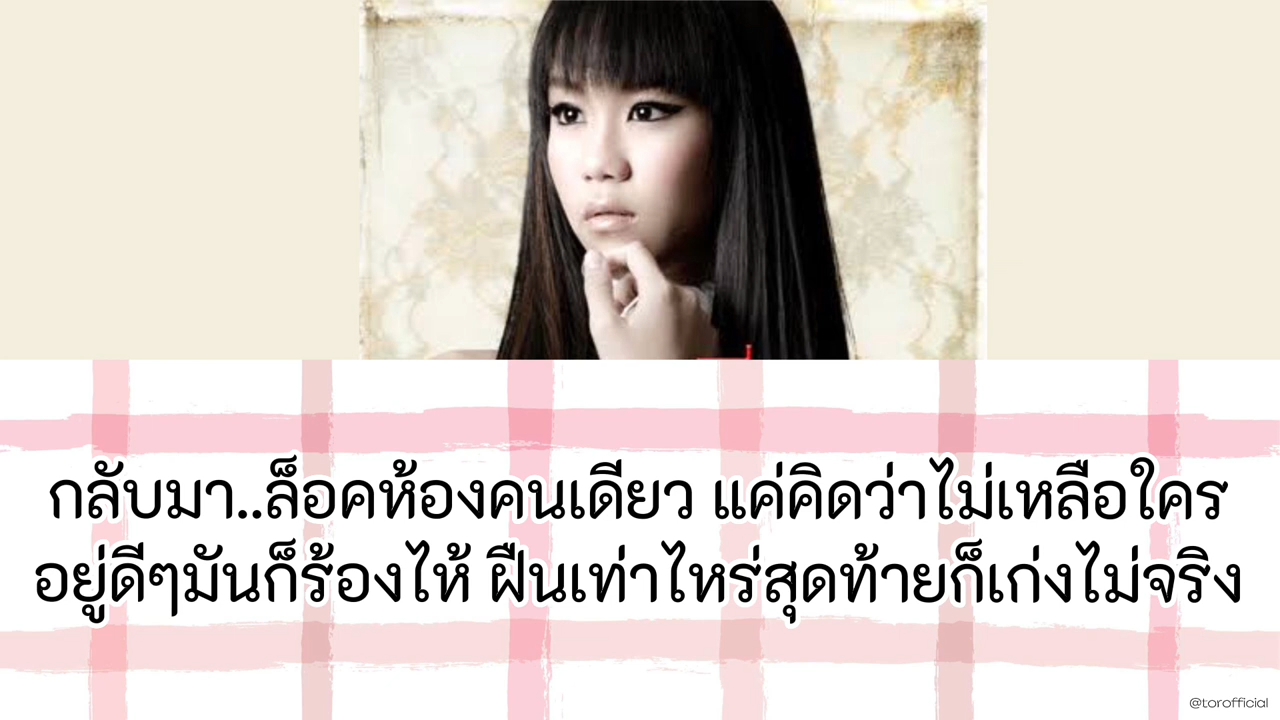 กลับมา..ล็อคห้องคนเดียว แค่คิดว่าไม่เหลือใคร
อยู่ดีๆมันก็ร้องไห้ ฝืนเท่าไหร่สุดท้ายก็เก่งไม่จริง
@torofficial